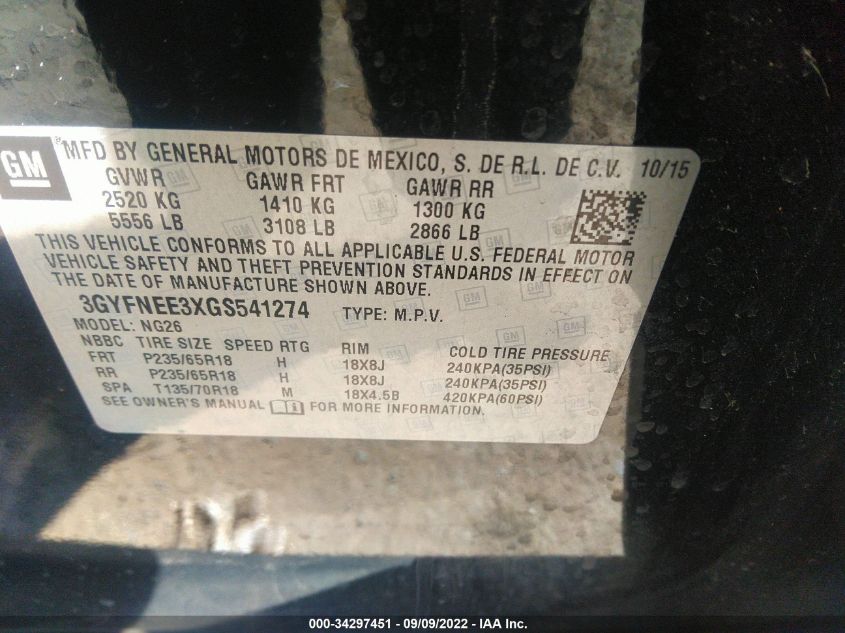 GM
MFD BY GENERAL MOTORS DE MEXICO, S. DE R.L. DE C.V. 10/15
GVWR GAWR FRT GAWR RR
2520 KG 1410 KG 1300 KG
5556 LB 3108 LB 2866 LB
THIS VEHICLE CONFORMS TO ALL APPLICABLE U.S. FEDERAL MOTOR
VEHICLE SAFETY AND THEFT PREVENTION STANDARDS IN EFFECT ON
THE DATE OF MANUFACTURE SHOWN ABOVE.
3GYFNEE3XGS541274 TYPE: M.P.V.
MODEL: NG26
NBBC TIRE SIZE SPEED RTG RIM COLD TIRE PRESSURE
FRT P235/65R18 H 18X8J 240KPA(35PSI)
RR P235/65R18 H 18X8J 240KPA(35PSI)
SPA T135/70R18 M 18X4.5B 420KPA(60PSI)
SEE OWNER'S MANUAL FOR MORE INFORMATION.
000-34297451 - 09/09/2022 - IAA Inc.